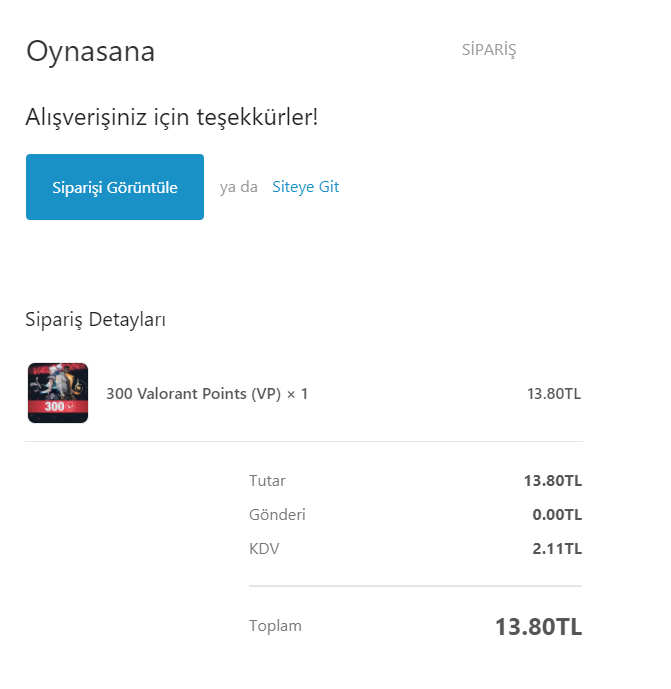 Oynasana
SİPARİŞ
Alışverişiniz için teşekkürler!
Siparişi Görüntüle ya da Siteye Git
Sipariş Detayları
300
300 Valorant Points (VP) × 1 13.80TL
Tutar 13.80TL
Gönderi 0.00TL
KDV 2.11TL
Toplam 13.80TL